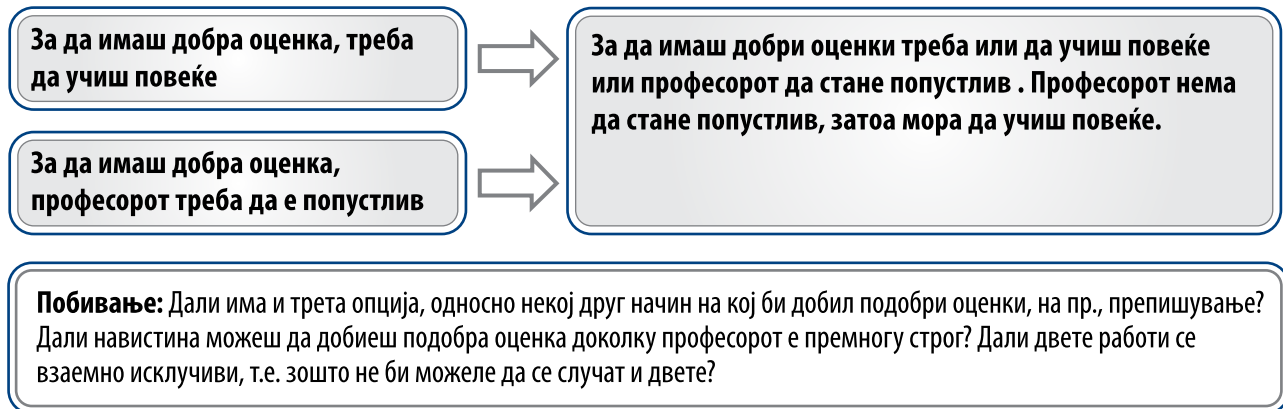 За да имаш добра оценка, треба
да учиш повеќе
За да имаш добра оценка,
професорот треба да е попустлив
За да имаш добри оценки треба или да учиш повеќе
или професорот да стане попустлив . Професорот нема
да стане попустлив, затоа мора да учиш повеќе.
Побивање: Дали има и трета опција, односно некој друг начин на кој би добил подобри оценки, на пр., препишување?
Дали навистина можеш да добиеш подобра оценка доколку професорот е премногу строг? Дали двете работи се
взаемно исклучиви, т.е. зошто не би можеле да се случат и двете?